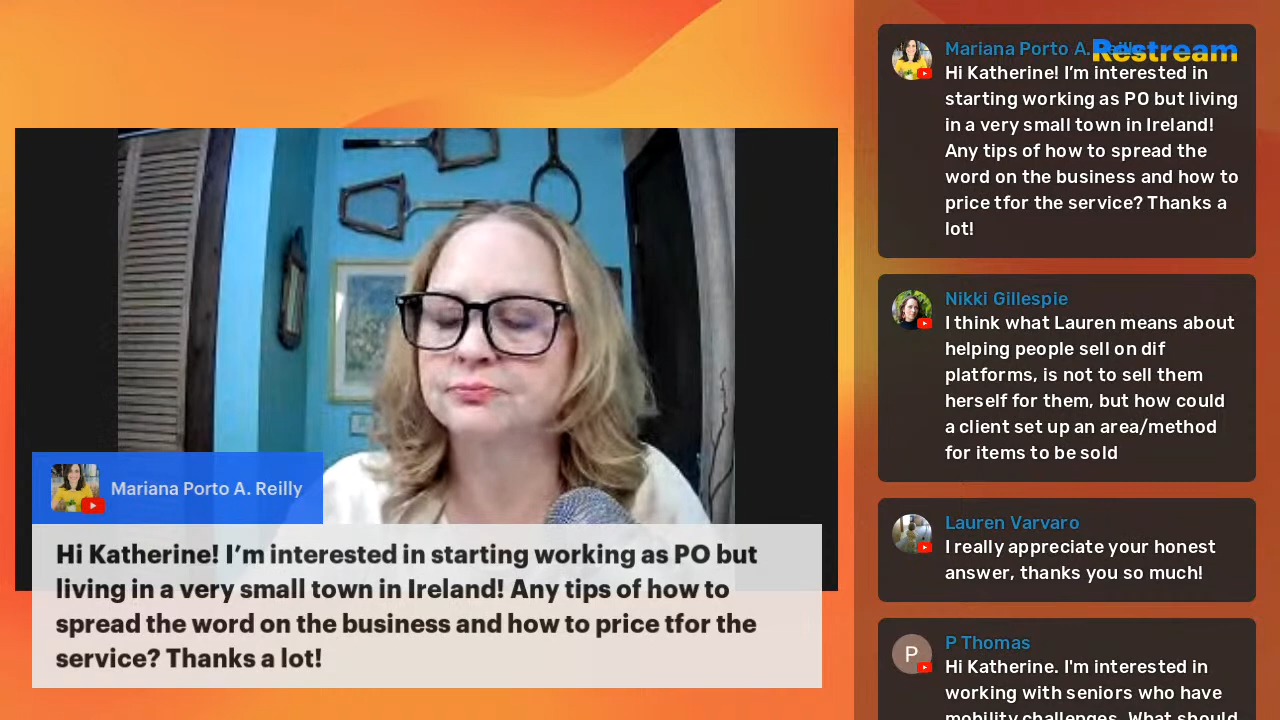 Mariana Porto A. Reilly
Hi Katherine! I’m interested in starting working as PO but
living in a very small town in Ireland! Any tips of how to
spread the word on the business and how to price tfor the
service? Thanks a lot!
Mariana Porto A. Reilly
Restream
Hi Katherine! I’m interested in
starting working as PO but living
in a very small town in Ireland!
Any tips of how to spread the
word on the business and how to
price tfor the service? Thanks a
lot!
Nikki Gillespie
I think what Lauren means about
helping people sell on dif
platforms, is not to sell them
herself for them, but how could
a client set up an area/method
for items to be sold
Lauren Varvaro
I really appreciate your honest
answer, thanks you so much!
P
P Thomas
Hi Katherine. I'm interested in
working with seniors who have
mobility challenges. What should